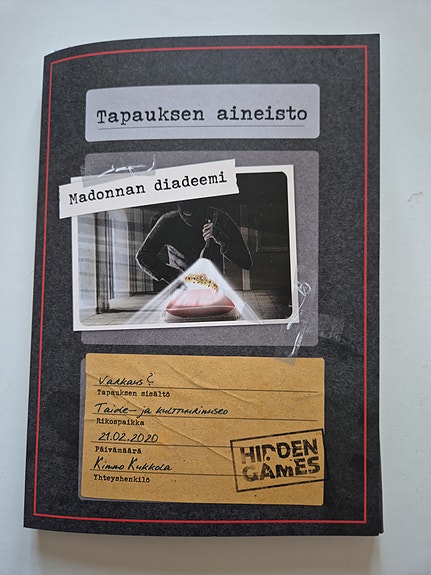 Tapauksen aineisto
Madonnan diadeemi
Varkaus?
Tapauksen sisältö
Taide- ja kulttuurimuseo
Rikospaikka
21.02.2020
Päivämäärä
Kimmo Kukkola
Yhteyshenkilö
HIDDEN
GAMES